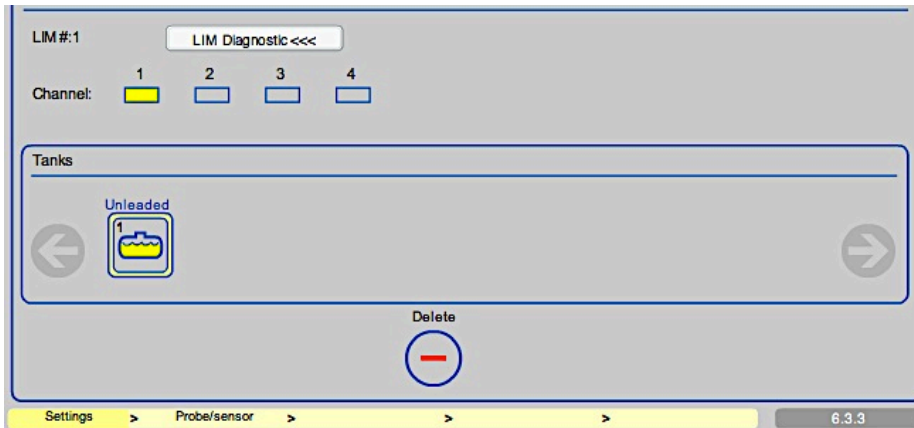 LIM #:1 LIM Diagnostic <<<
1 2 3 4
Channel:
Tanks
Unleaded
1
Delete
Settings > Probe/sensor > > > 6.3.3